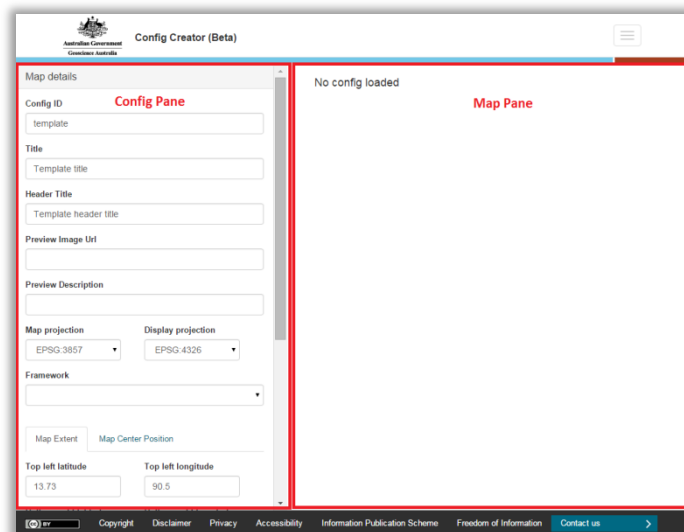 Australian Government
Geoscience Australia
Config Creator (Beta)
Map details
Config ID
Config Pane
template
Title
Template title
Header Title
Template header title
Preview Image Url
Preview Description
Map projection Display projection
EPSG:3857 EPSG:4326
Framework
Map Extent Map Center Position
Top left latitude Top left longitude
13.73 90.5
No config loaded
Map Pane
(cc) BY Copyright Disclaimer Privacy Accessibility Information Publication Scheme Freedom of Information Contact us